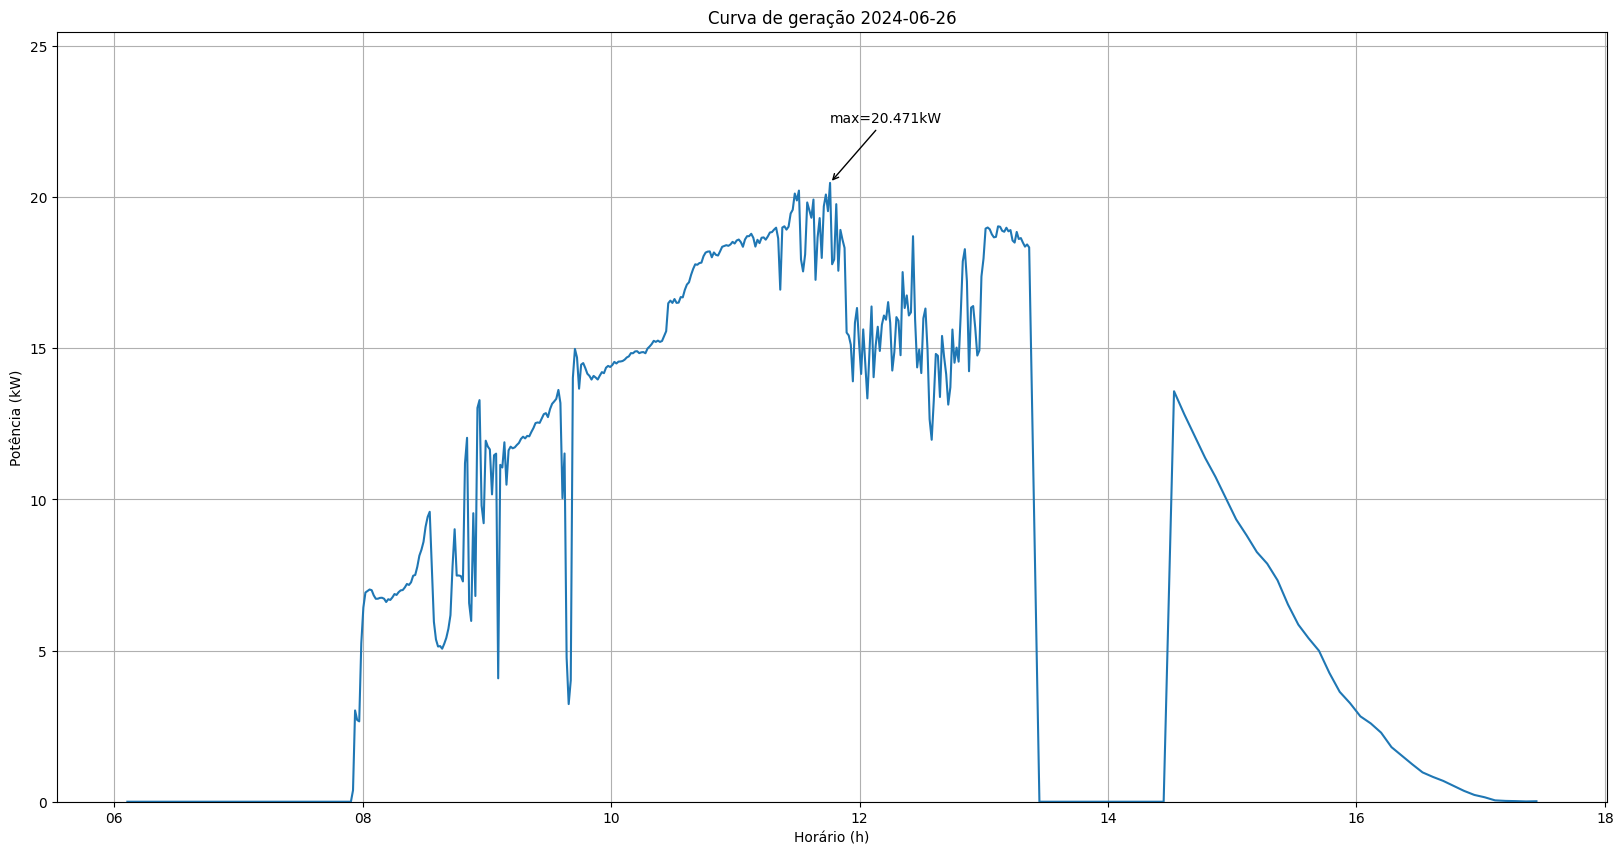 Curva de geração 2024-06-26
25
max=20.471kW
20
15
10
5
0
Potência (kW)
06 08 10 12 14 16 18
Horário (h)